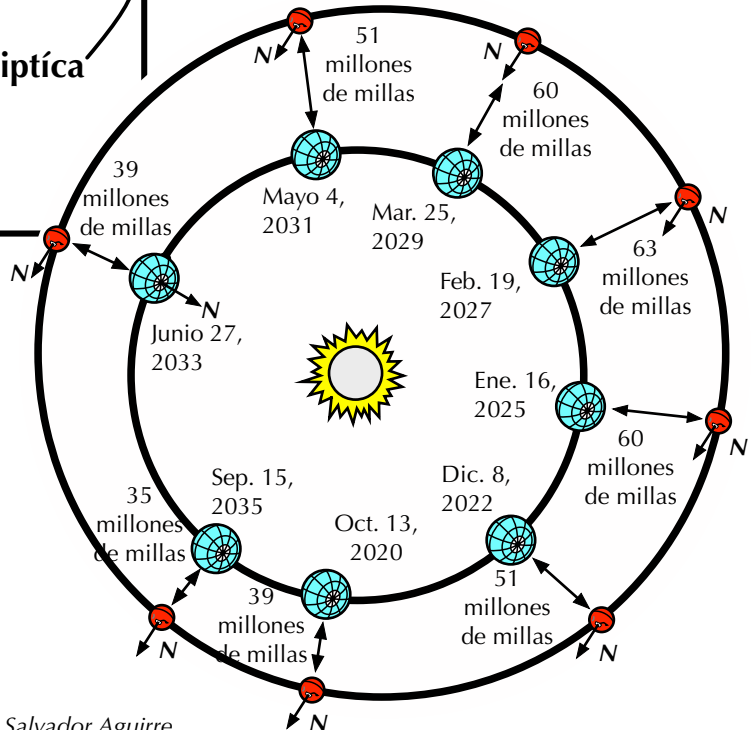 iptíca
51
millones
de millas
N
N
60
millones
de millas
39
millones
de millas
Mayo 4,
2031
Mar. 25,
2029
N
63
millones
de millas
Feb. 19,
2027
N
N
Junio 27,
2033
Ene. 16,
2025
60
millones
de millas
N
Sep. 15,
2035
Dic. 8,
2022
35
millones
de millas
Oct. 13,
2020
51
millones
de millas
39
millones
de millas
N
N
N
Salvador Aguirre